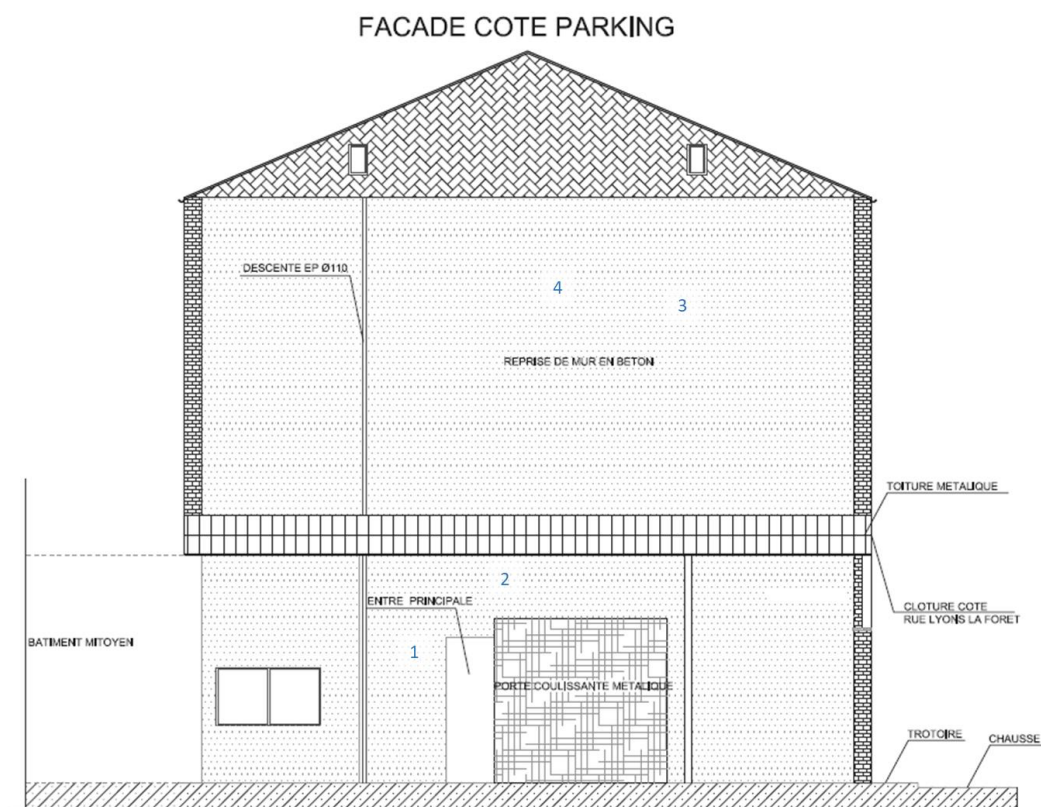 FACADE COTE PARKING
DESCENTE EP Ø110
4
3
REPRISE DE MUR EN BETON
TOITURE METALIQUE
2
ENTRE PRINCIPALE
CLOTURE COTE
RUE LYONS LA FORET
BATIMENT MITOYEN
1
PORTE COULISSANTE METALIQUE
TROTOIRE
CHAUSSE